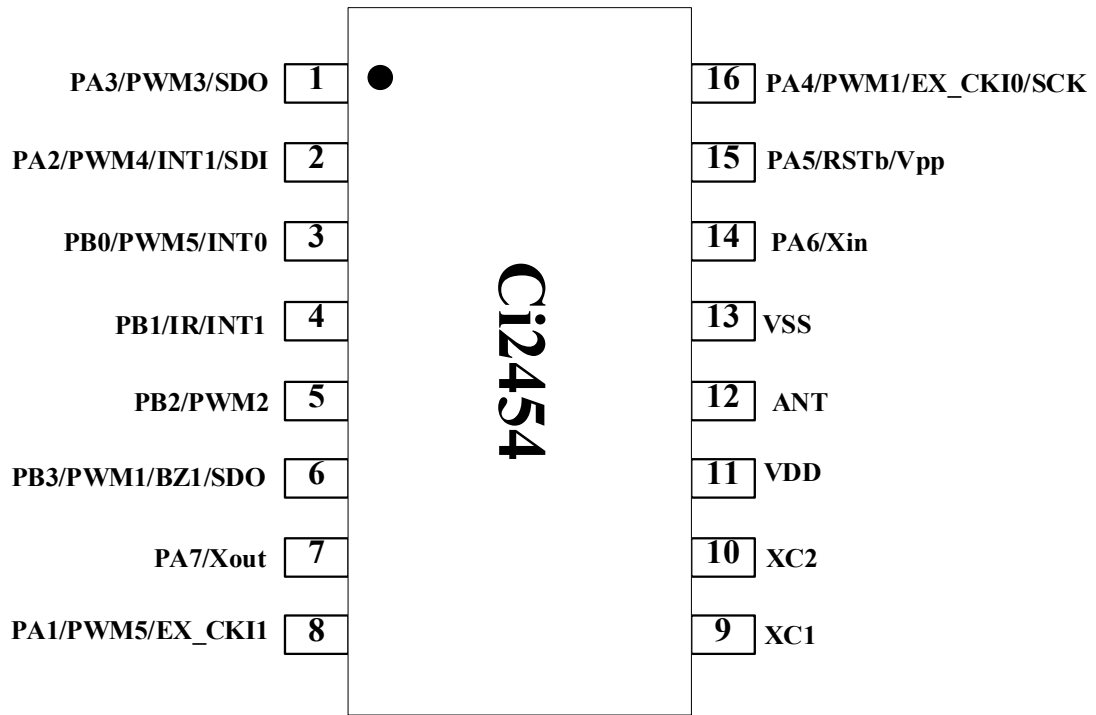 PA3/PWM3/SDO 1 16 PA4/PWM1/EX_CKI0/SCK
PA2/PWM4/INT1/SDI 2 15 PA5/RSTb/Vpp
PB0/PWM5/INT0 3 14 PA6/Xin
PB1/IR/INT1 4 13 VSS
PB2/PWM2 5 12 ANT
PB3/PWM1/BZ1/SDO 6 11 VDD
PA7/Xout 7 10 XC2
PA1/PWM5/EX_CKI1 8 9 XC1
Ci2454